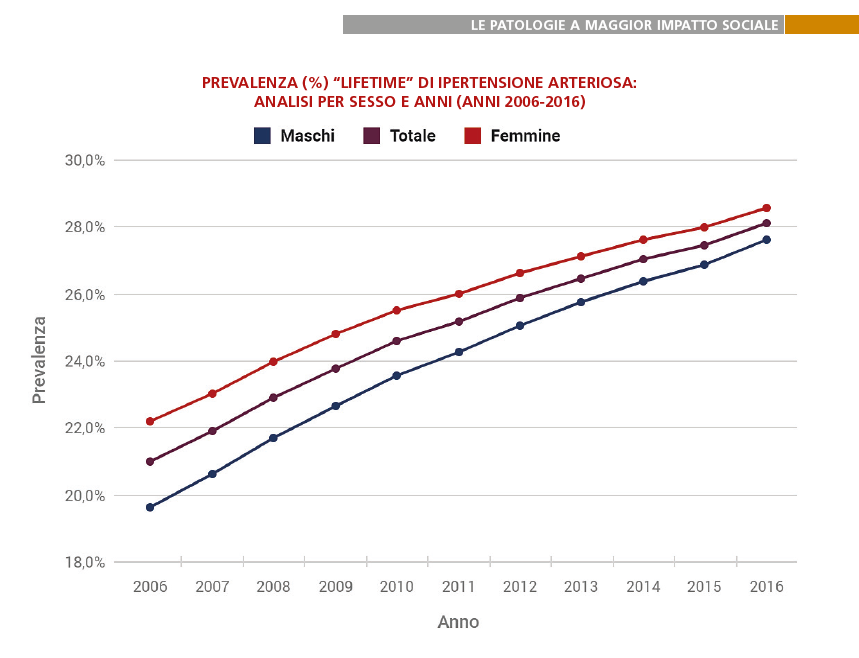 LE PATOLOGIE A MAGGIOR IMPATTO SOCIALE
PREVALENZA (%) “LIFETIME” DI IPERTENSIONE ARTERIOSA:
ANALISI PER SESSO E ANNI (ANNI 2006-2016)
Maschi Totale Femmine
30,0%
28,0%
26,0%
24,0%
22,0%
20,0%
18,0%
Prevalenza
2006 2007 2008 2009 2010 2011 2012 2013 2014 2015 2016
Anno